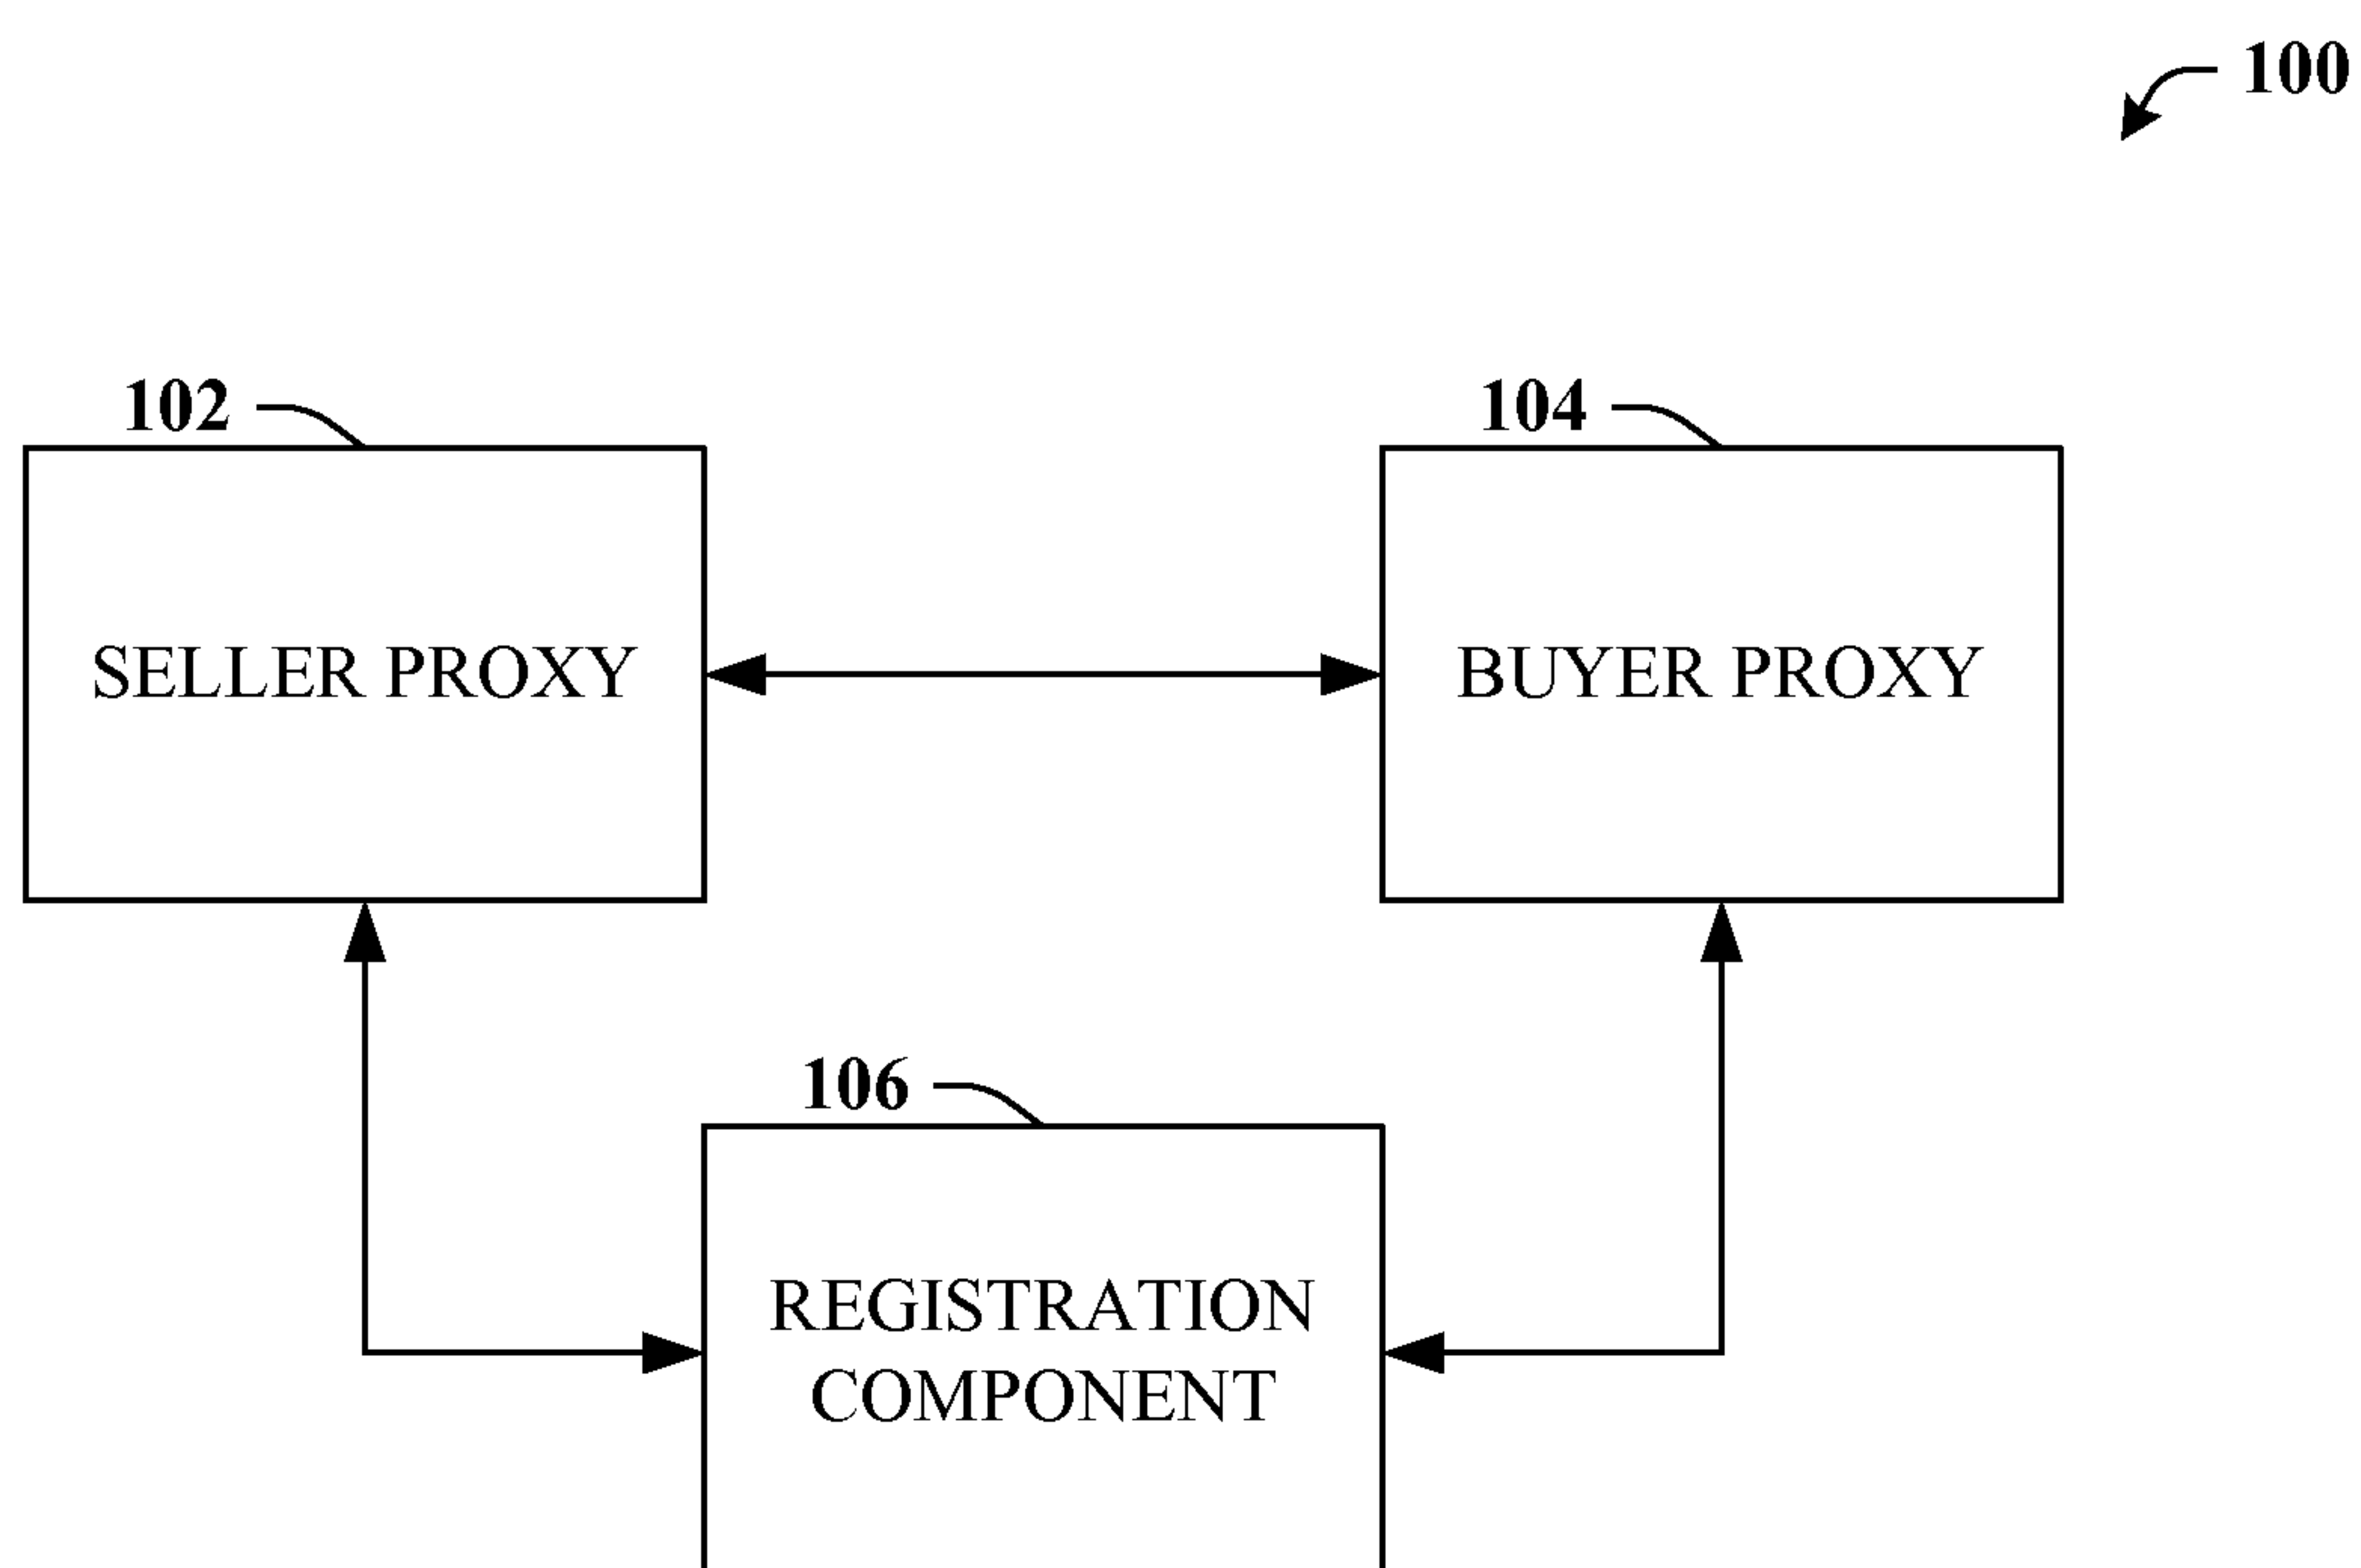 100
102
104
SELLER PROXY
BUYER PROXY
106
REGISTRATION
COMPONENT